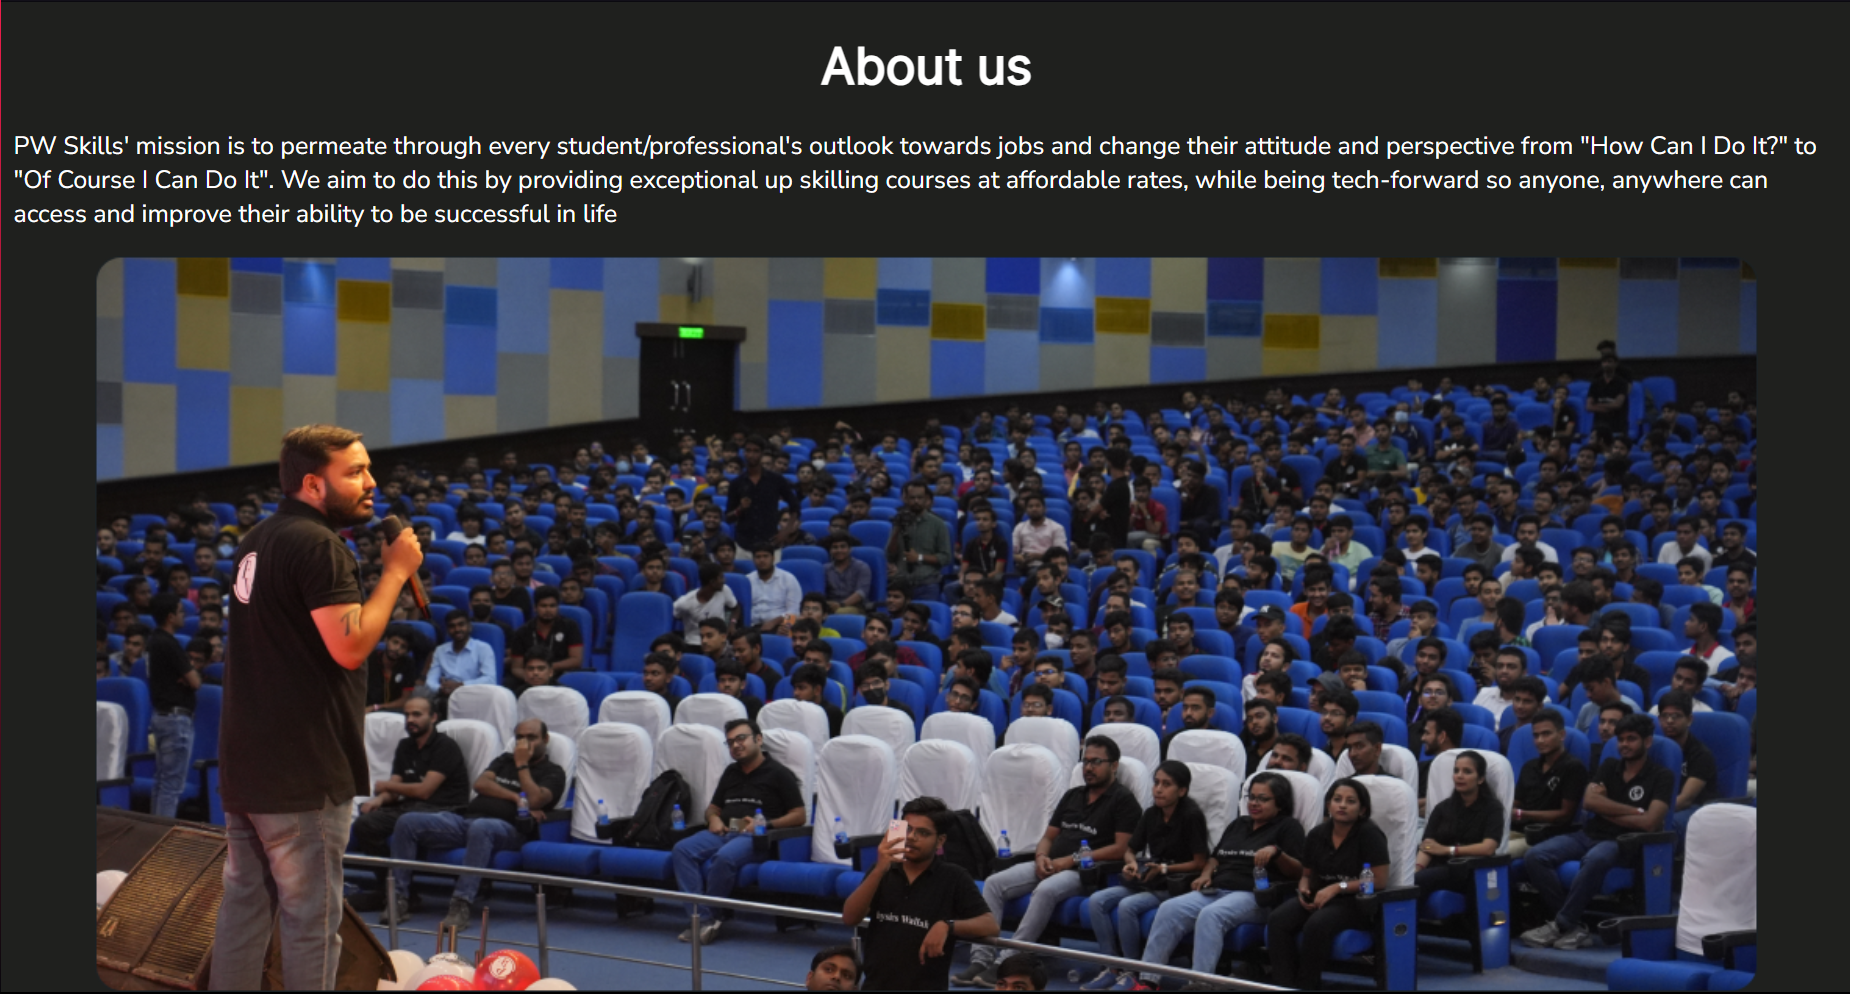 About us
PW Skills' mission is to permeate through every student/professional's outlook towards jobs and change their attitude and perspective from "How Can I Do It?" to
"Of Course I Can Do It". We aim to do this by providing exceptional up skilling courses at affordable rates, while being tech-forward so anyone, anywhere can
access and improve their ability to be successful in life